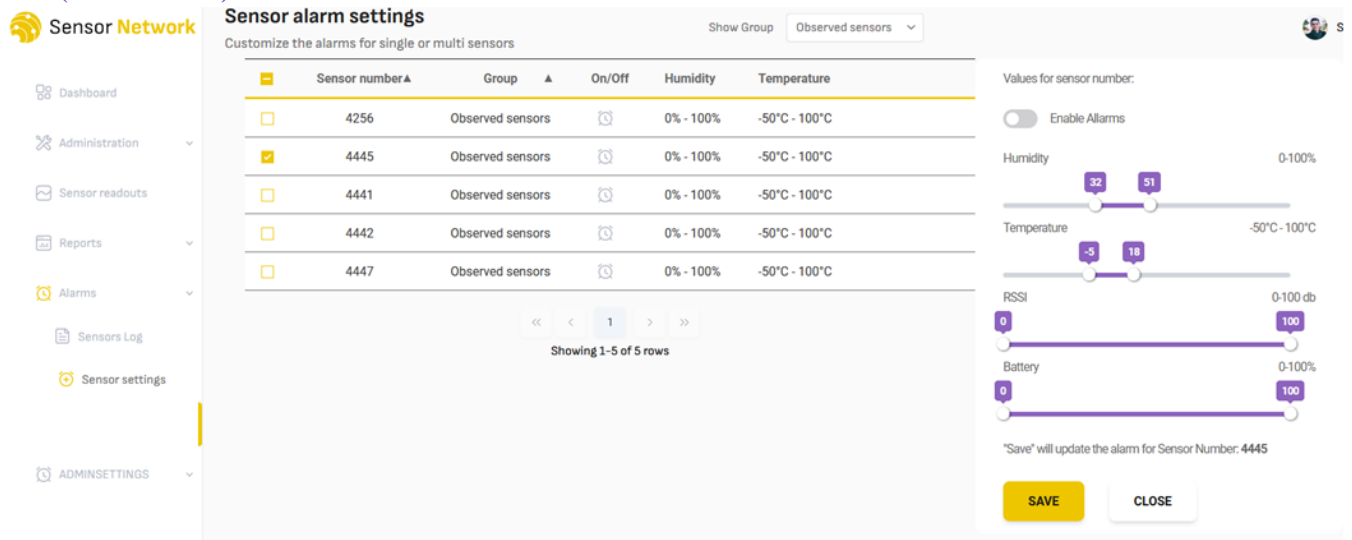 Sensor Network
Sensor alarm settings
Customize the alarms for single or multi sensors
Show Group Observed sensors
S
Dashboard
Administration
Sensor readouts
Reports
Alarms
Sensors Log
Sensor settings
ADMINSETTINGS
Sensor number▲ Group ▲ On/Off Humidity Temperature
4256 Observed sensors 0% - 100% -50°C - 100°C
4445 Observed sensors 0% - 100% -50°C - 100°C
4441 Observed sensors 0% - 100% -50°C - 100°C
4442 Observed sensors 0% - 100% -50°C - 100°C
4447 Observed sensors 0% - 100% -50°C - 100°C
« < 1 > »
Showing 1-5 of 5 rows
Values for sensor number:
Enable Allarms
Humidity 0-100%
32 51
Temperature -50°C - 100°C
-5 18
RSSI 0-100 db
0 100
Battery 0-100%
0 100
"Save" will update the alarm for Sensor Number: 4445
SAVE CLOSE